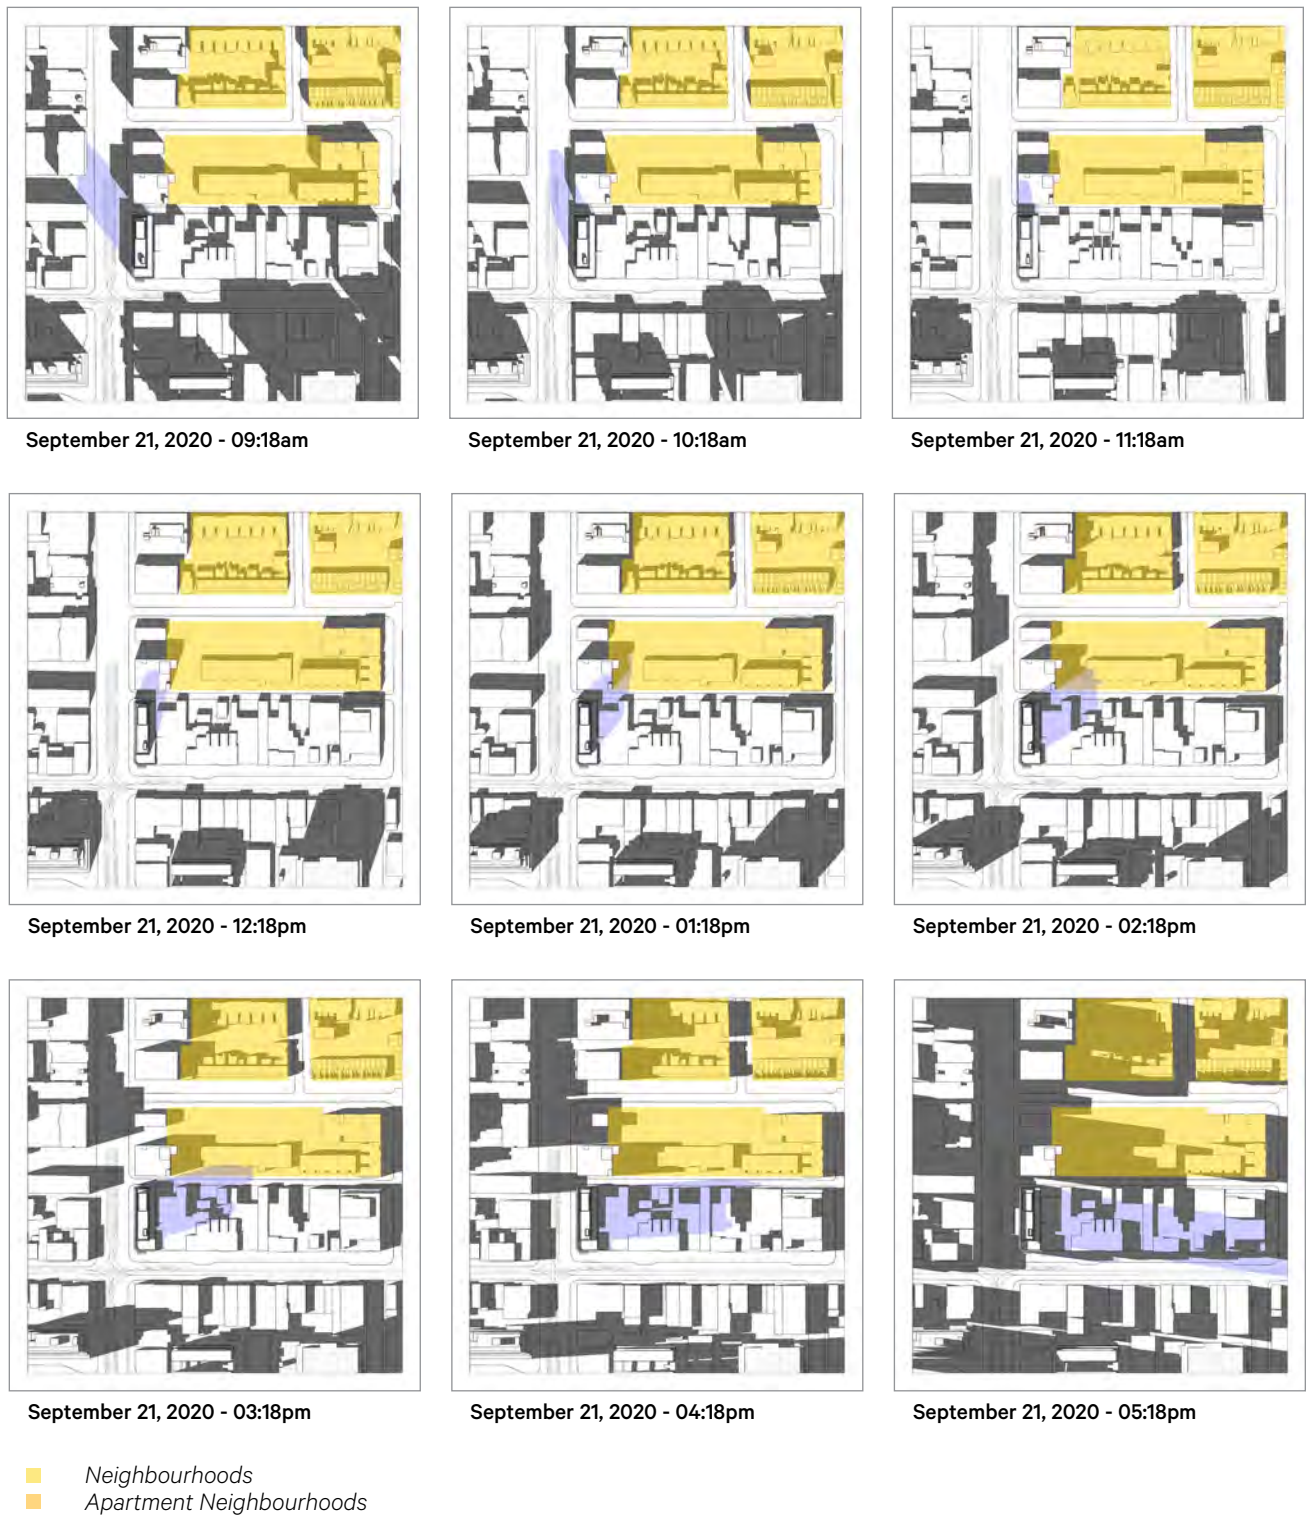 September 21, 2020 - 09:18am
September 21, 2020 - 10:18am
September 21, 2020 - 11:18am
September 21, 2020 - 12:18pm
September 21, 2020 - 01:18pm
September 21, 2020 - 02:18pm
September 21, 2020 - 03:18pm
September 21, 2020 - 04:18pm
September 21, 2020 - 05:18pm
Neighbourhoods
Apartment Neighbourhoods